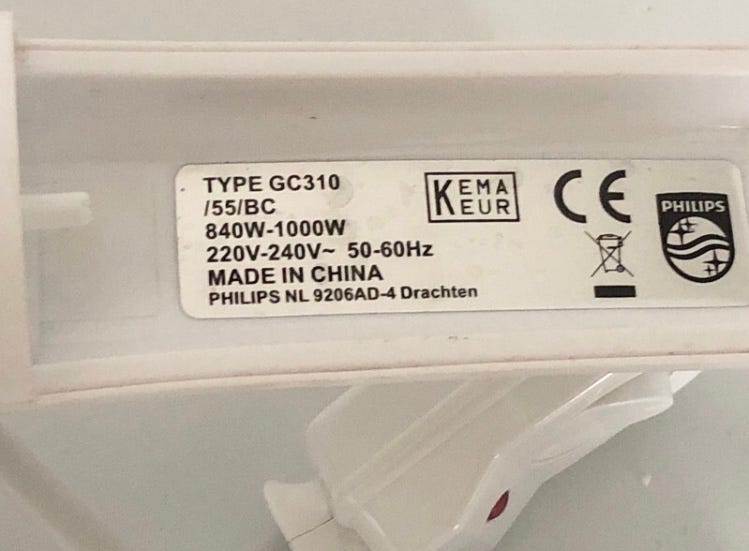 TYPE GC310
/55/BC
840W-1000W
220V-240V~ 50-60Hz
MADE IN CHINA
PHILIPS NL 9206AD-4 Drachten
KEMA
KEUR
CE
PHILIPS